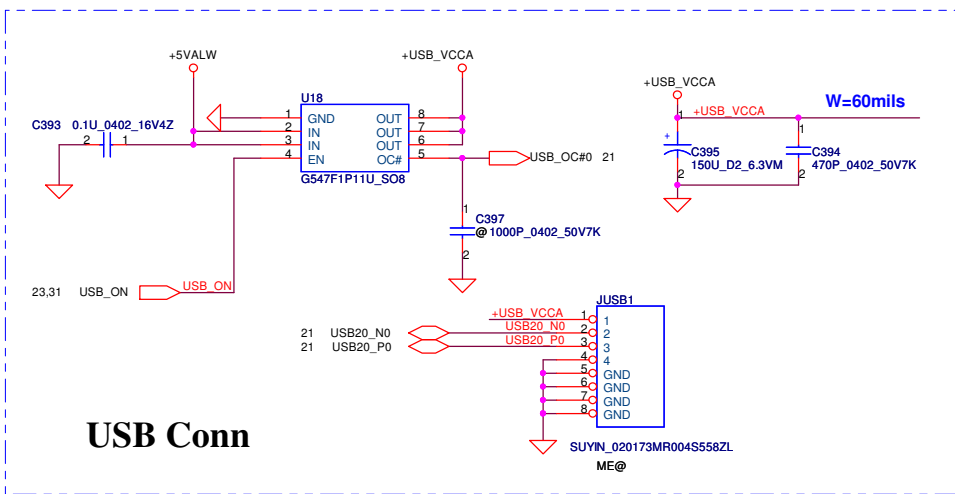 +5VALW
+USB_VCCA
U18
1 GND OUT 8
2 IN OUT 7
3 IN OUT 6
4 EN OC# 5
G547F1P11U_SO8
C393 0.1U_0402_16V4Z
2 1
USB_OC#0 21
1
C397
@ 1000P_0402_50V7K
2
23,31 USB_ON USB_ON
+USB_VCCA
W=60mils
+USB_VCCA
1 1
+
C395
150U_D2_6.3VM
2
C394
470P_0402_50V7K
2
JUSB1
+USB_VCCA 1 1
21 USB20_N0 USB20_N0 2 2
21 USB20_P0 USB20_P0 3 3
4 4
5 GND
6 GND
7 GND
8 GND
SUYIN_020173MR004S558ZL
ME@
USB Conn